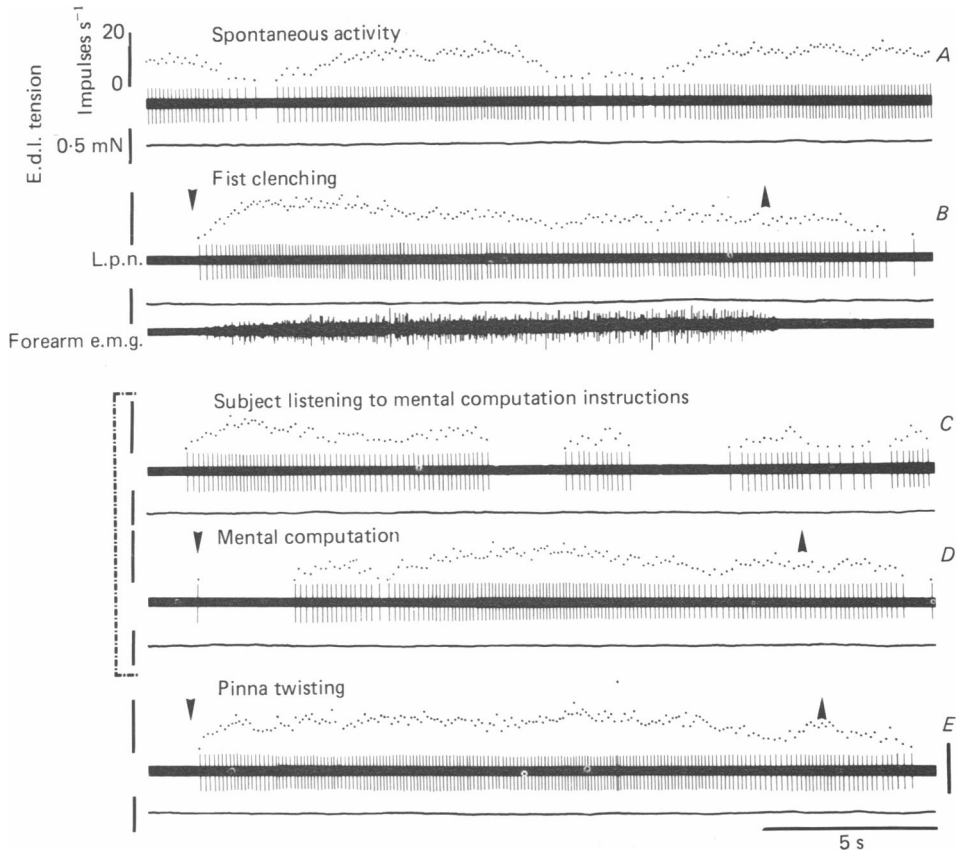 E.d.l. tension
Impulses s⁻¹
20
0
0·5 mN
Spontaneous activity
A
Fist clenching
B
L.p.n.
Forearm e.m.g.
Subject listening to mental computation instructions
C
Mental computation
D
Pinna twisting
E
5 s